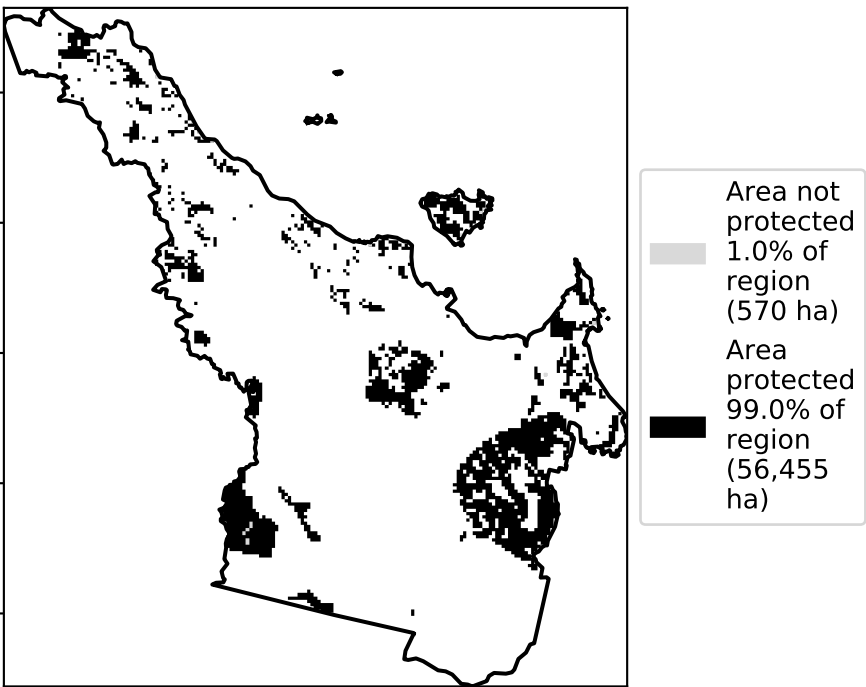 Area not
protected
1.0% of
region
(570 ha)
Area
protected
99.0% of
region
(56,455
ha)